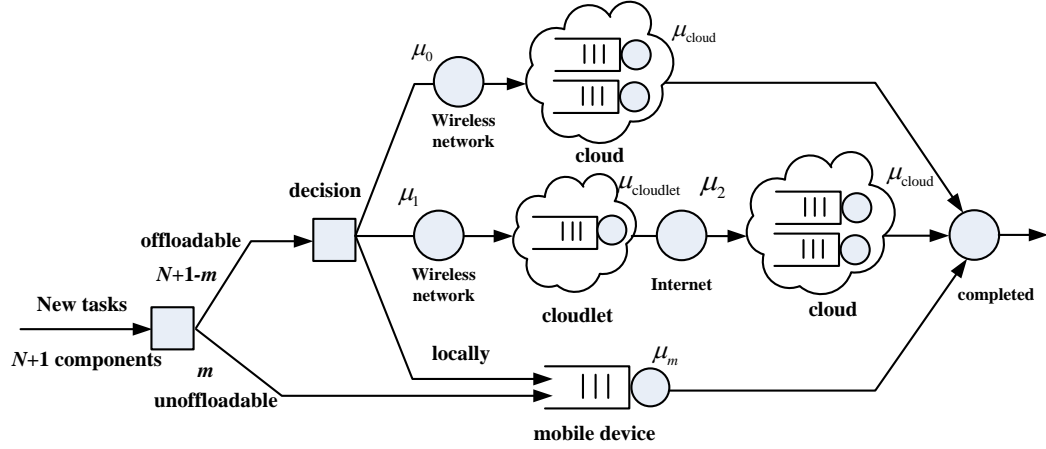 μ₀
Wireless
network
μcloud
cloud
decision
μ₁
Wireless
network
μcloudlet
cloudlet
μ₂
Internet
μcloud
cloud
completed
offloadable
N+1-m
New tasks
N+1 components
m
unoffloadable
locally
μₘ
mobile device